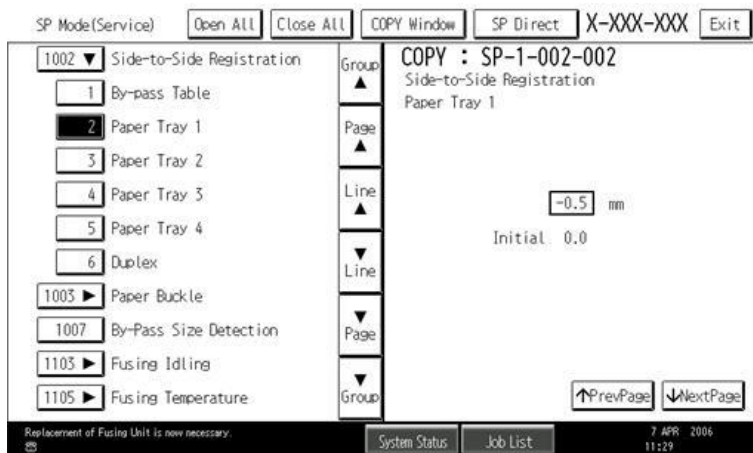 SP Mode(Service) Open All Close All COPY Window SP Direct X-XXX-XXX Exit
1002 ▼ Side-to-Side Registration
1 By-pass Table
2 Paper Tray 1
3 Paper Tray 2
4 Paper Tray 3
5 Paper Tray 4
6 Duplex
1003 ▶ Paper Buckle
1007 By-Pass Size Detection
1103 ▶ Fusing Idling
1105 ▶ Fusing Temperature
Group
▲
Page
▲
Line
▲
▼
Line
▼
Page
▼
Group
COPY : SP-1-002-002
Side-to-Side Registration
Paper Tray 1
-0.5 mm
Initial 0.0
↑PrevPage ↓NextPage
Replacement of Fusing Unit is now necessary.
System Status Job List
7 APR 2006
11:29